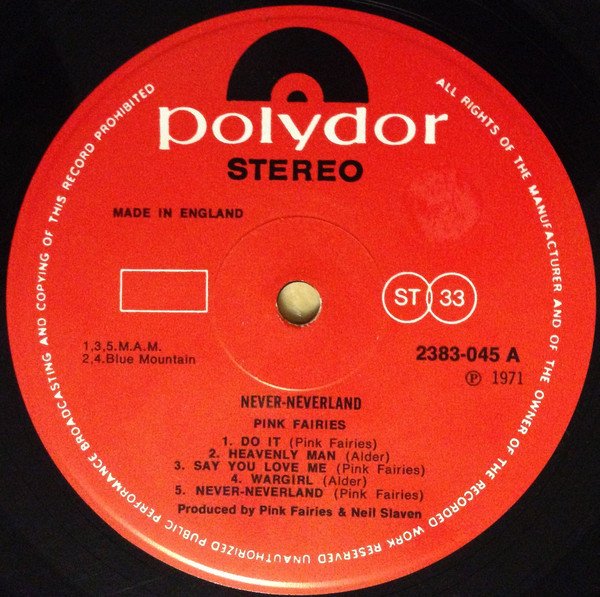 polydor
STEREO
MADE IN ENGLAND
ST 33
1,3,5.M.A.M.
2,4.Blue Mountain
2383-045 A
Ⓟ 1971
NEVER-NEVERLAND
PINK FAIRIES
1. DO IT (Pink Fairies)
2. HEAVENLY MAN (Alder)
3. SAY YOU LOVE ME (Pink Fairies)
4. WARGIRL (Alder)
5. NEVER-NEVERLAND (Pink Fairies)
Produced by Pink Fairies & Neil Slaven
ALL RIGHTS OF THE MANUFACTURER AND OF THE OWNER OF THE RECORDED WORK RESERVED UNAUTHORIZED PUBLIC PERFORMANCE BROADCASTING AND COPYING OF THIS RECORD PROHIBITED